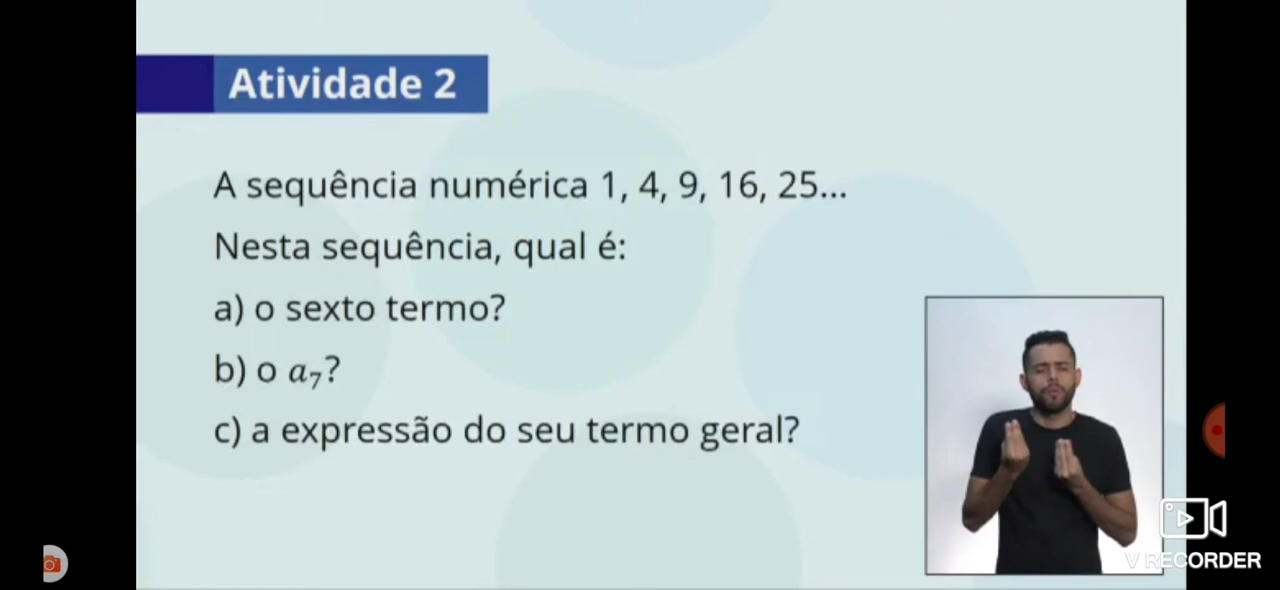 Atividade 2
A sequência numérica 1, 4, 9, 16, 25...
Nesta sequência, qual é:
a) o sexto termo?
b) o a₇?
c) a expressão do seu termo geral?
V RECORDER